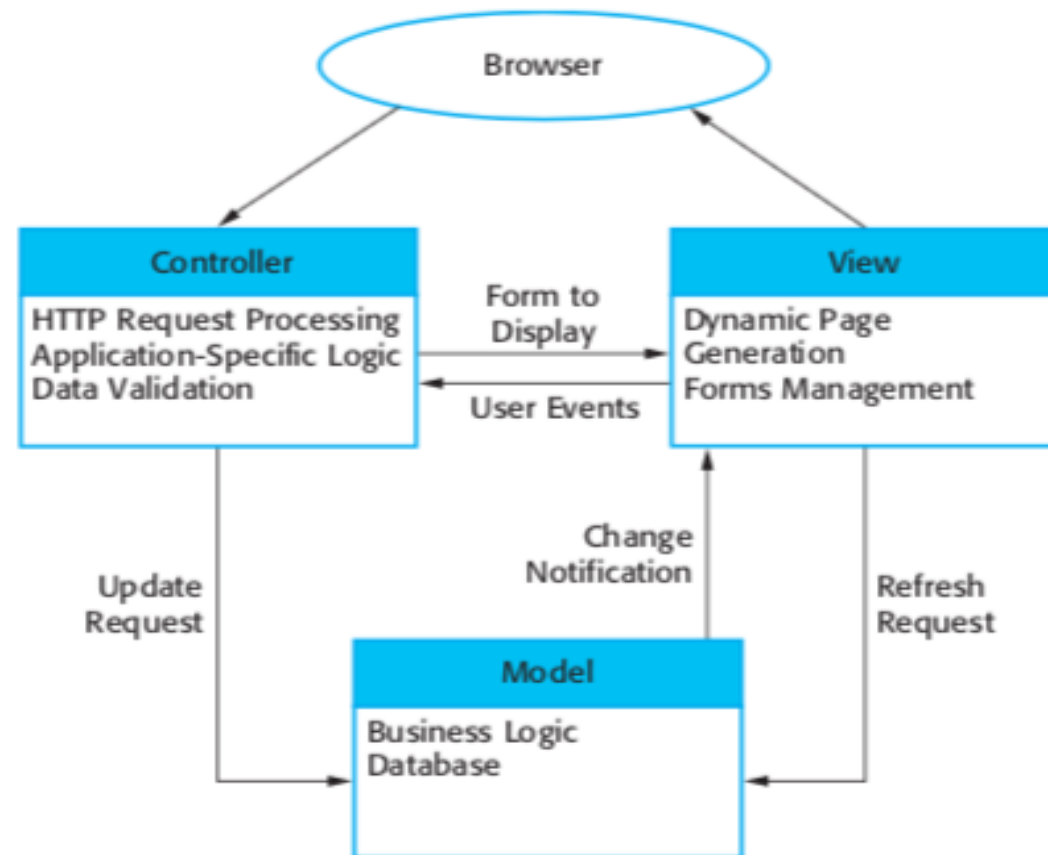 Browser
Controller
HTTP Request Processing
Application-Specific Logic
Data Validation
Form to
Display
User Events
View
Dynamic Page
Generation
Forms Management
Update
Request
Change
Notification
Refresh
Request
Model
Business Logic
Database